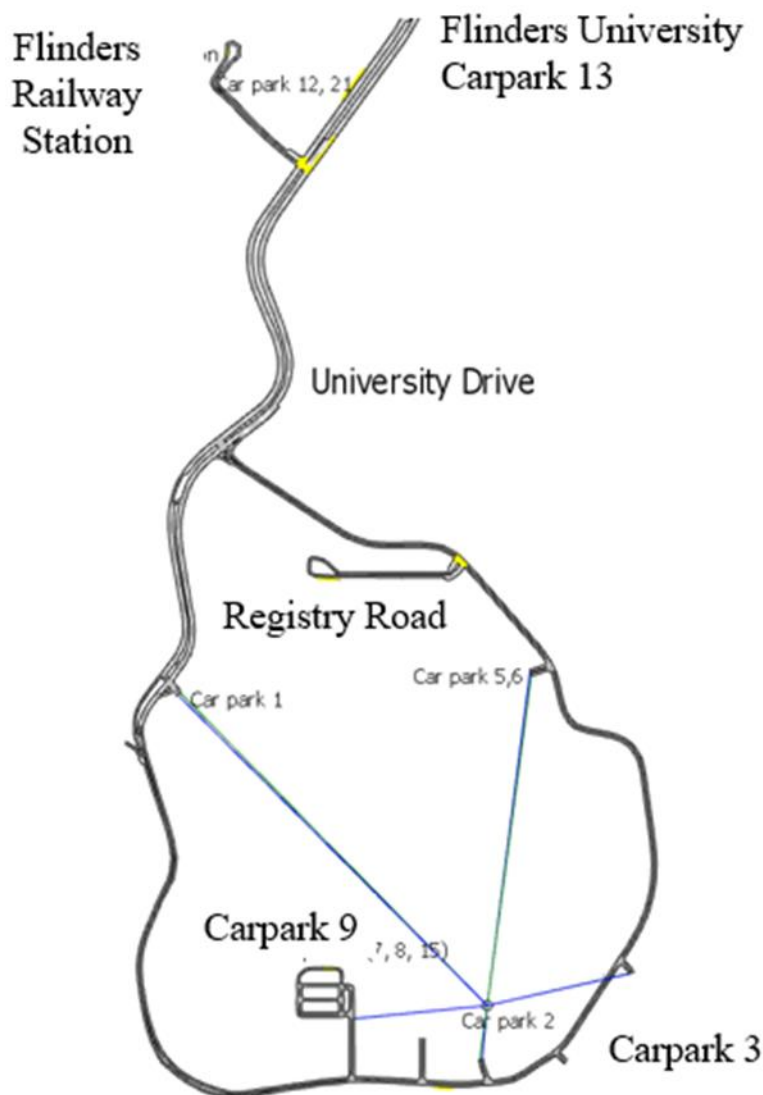 Flinders
Railway
Station
Flinders University
Carpark 13
Car park 12, 21
University Drive
Registry Road
Car park 5,6
Car park 1
Carpark 9
7, 8, 15)
Car park 2
Carpark 3